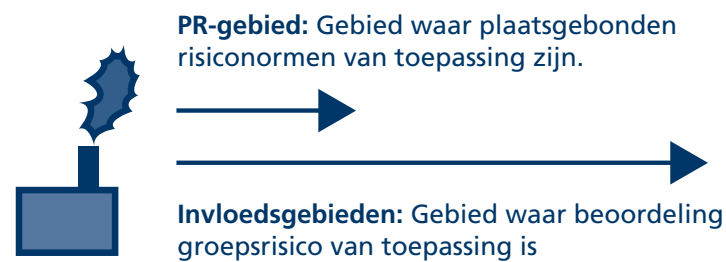 PR-gebied: Gebied waar plaatsgebonden
risiconormen van toepassing zijn.
Invloedsgebieden: Gebied waar beoordeling
groepsrisico van toepassing is